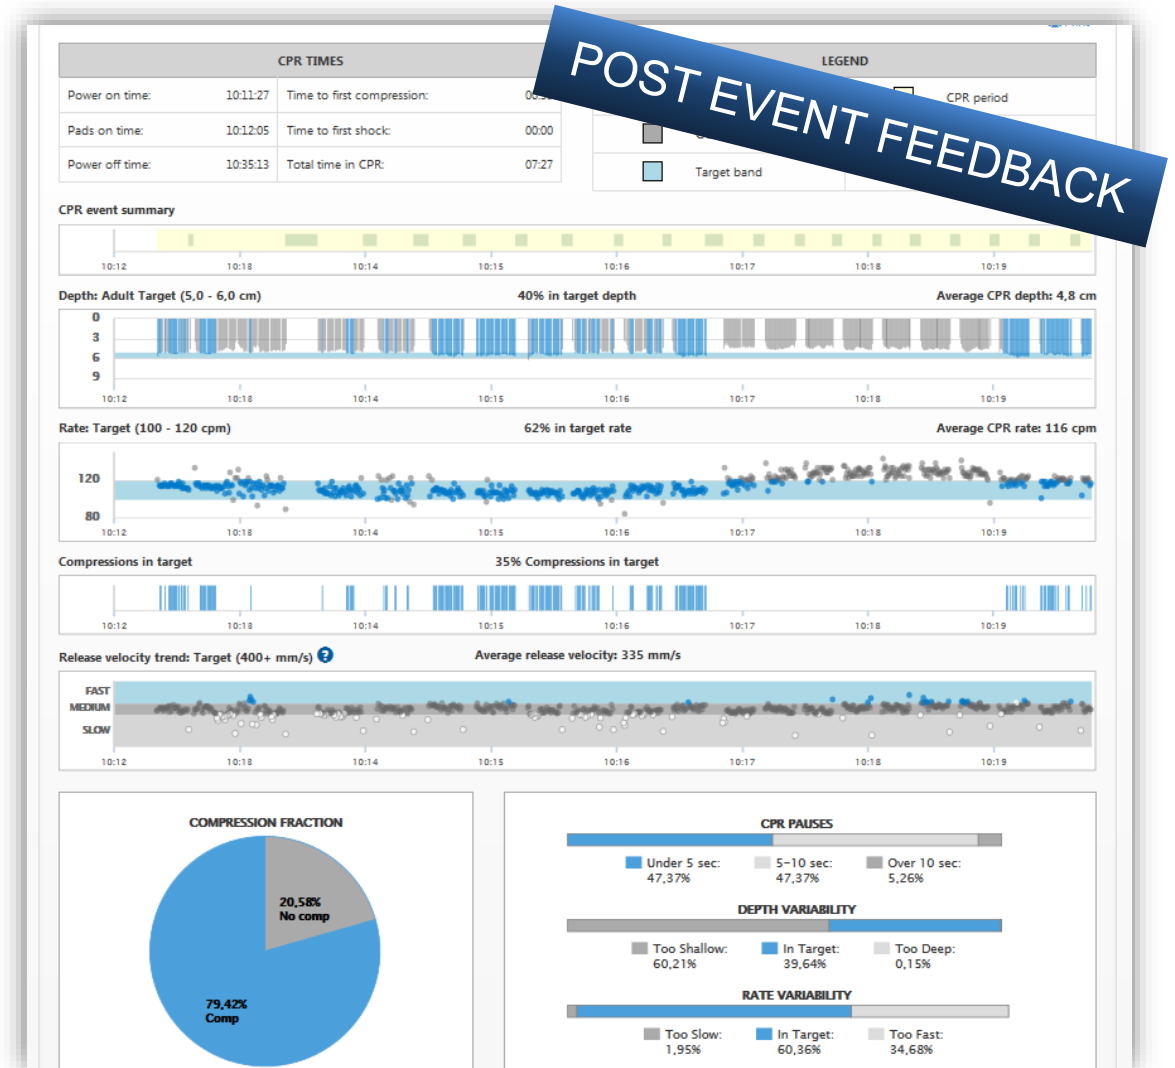 POST EVENT FEEDBACK
CPR TIMES
Power on time: 10:11:27 Time to first compression:
Pads on time: 10:12:05 Time to first shock: 00:00
Power off time: 10:35:13 Total time in CPR: 07:27
LEGEND
CPR period
Target band
CPR event summary
10:12 10:18 10:14 10:15 10:16 10:17 10:18 10:19
Depth: Adult Target (5,0 - 6,0 cm) 40% in target depth Average CPR depth: 4,8 cm
0
3
6
9
10:12 10:18 10:14 10:15 10:16 10:17 10:18 10:19
Rate: Target (100 - 120 cpm) 62% in target rate Average CPR rate: 116 cpm
120
80
10:12 10:18 10:14 10:15 10:16 10:17 10:18 10:19
Compressions in target 35% Compressions in target
10:12 10:18 10:14 10:15 10:16 10:17 10:18 10:19
Release velocity trend: Target (400+ mm/s) ? Average release velocity: 335 mm/s
FAST
MEDIUM
SLOW
10:12 10:18 10:14 10:15 10:16 10:17 10:18 10:19
COMPRESSION FRACTION
20,58%
No comp
79,42%
Comp
CPR PAUSES
Under 5 sec: 5-10 sec: Over 10 sec:
47,37% 47,37% 5,26%
DEPTH VARIABILITY
Too Shallow: In Target: Too Deep:
60,21% 39,64% 0,15%
RATE VARIABILITY
Too Slow: In Target: Too Fast:
1,95% 60,36% 34,68%